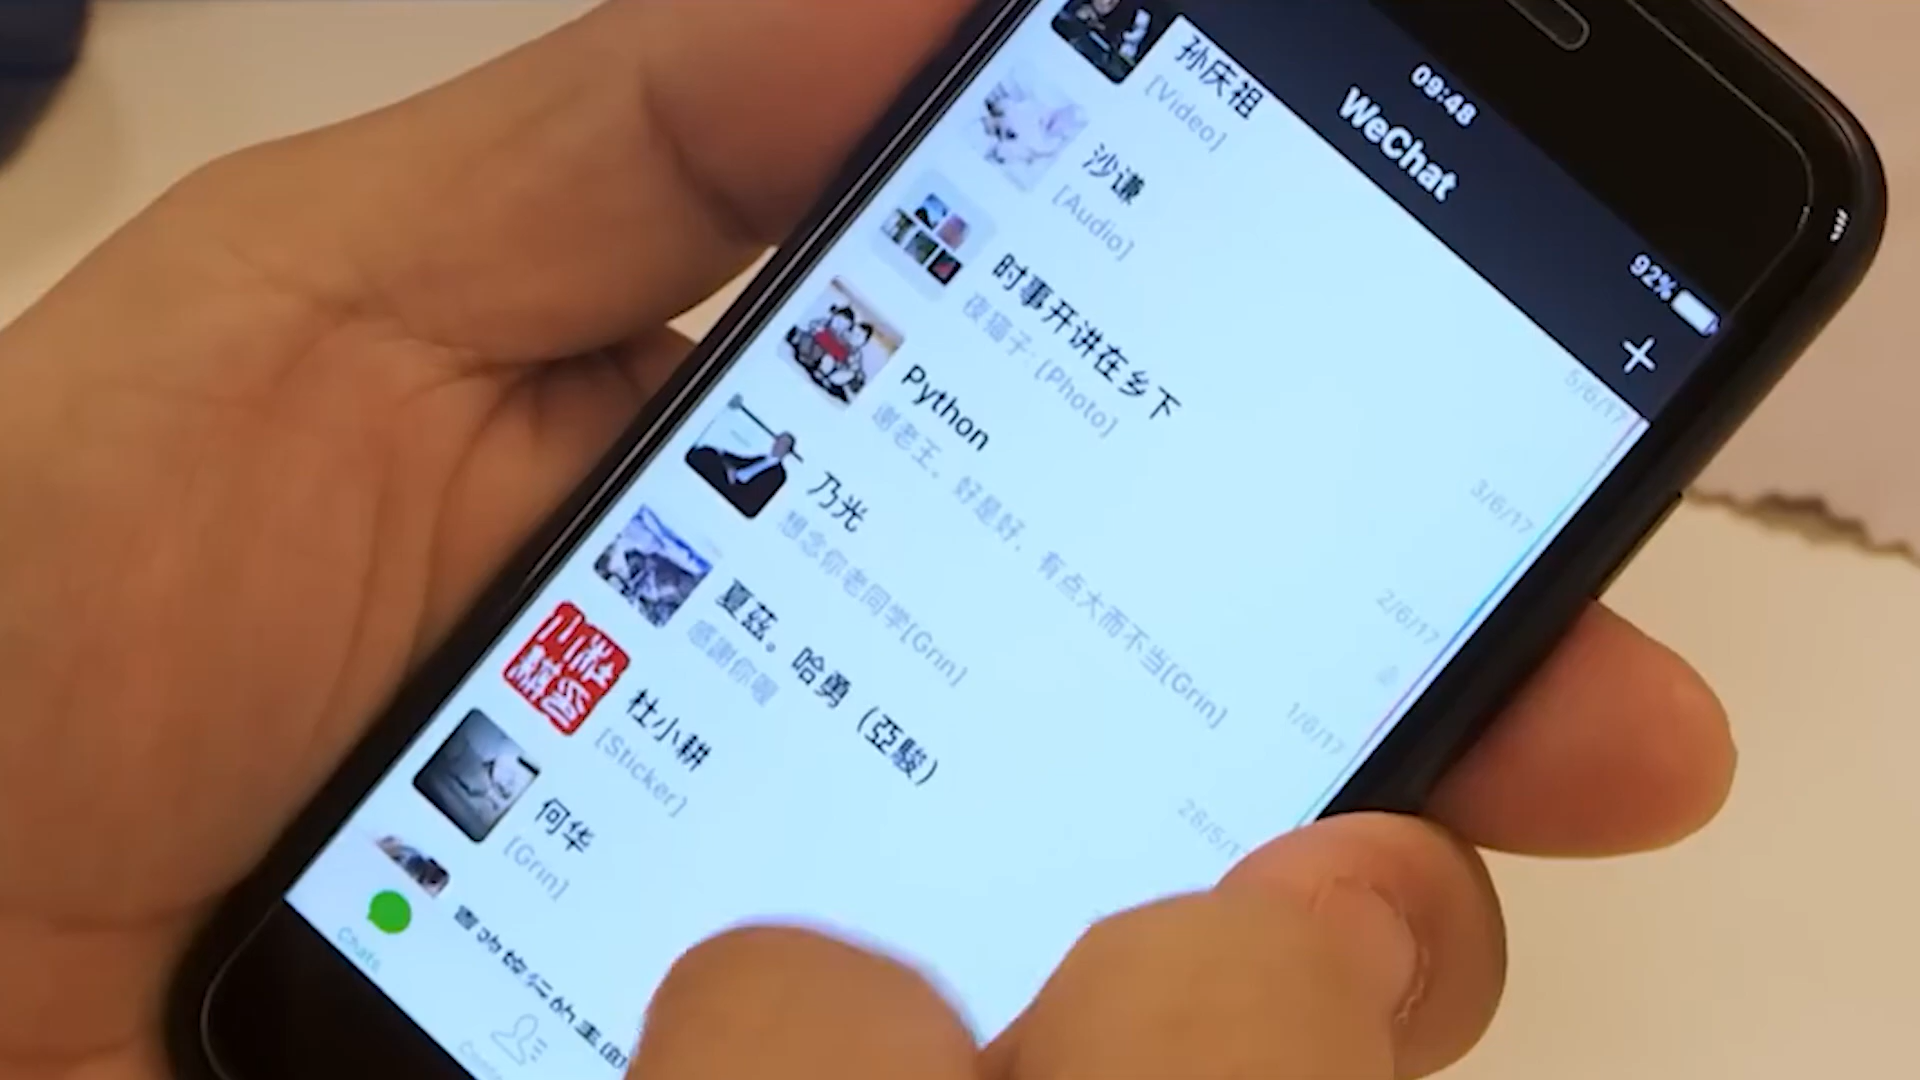 09:48
92%
WeChat
孙庆祖
[Video]
5/6/17
沙谦
[Audio]
3/6/17
时事开讲在乡下
夜猫子: [Photo]
2/6/17
Python
谢老王。好是好，有点大而不当[Grin]
1/6/17
乃光
想念你老同学[Grin]
28/5/17
夏茲。哈勇（亞駿）
感謝你喔
杜小耕
[Sticker]
何华
[Grin]
Chats